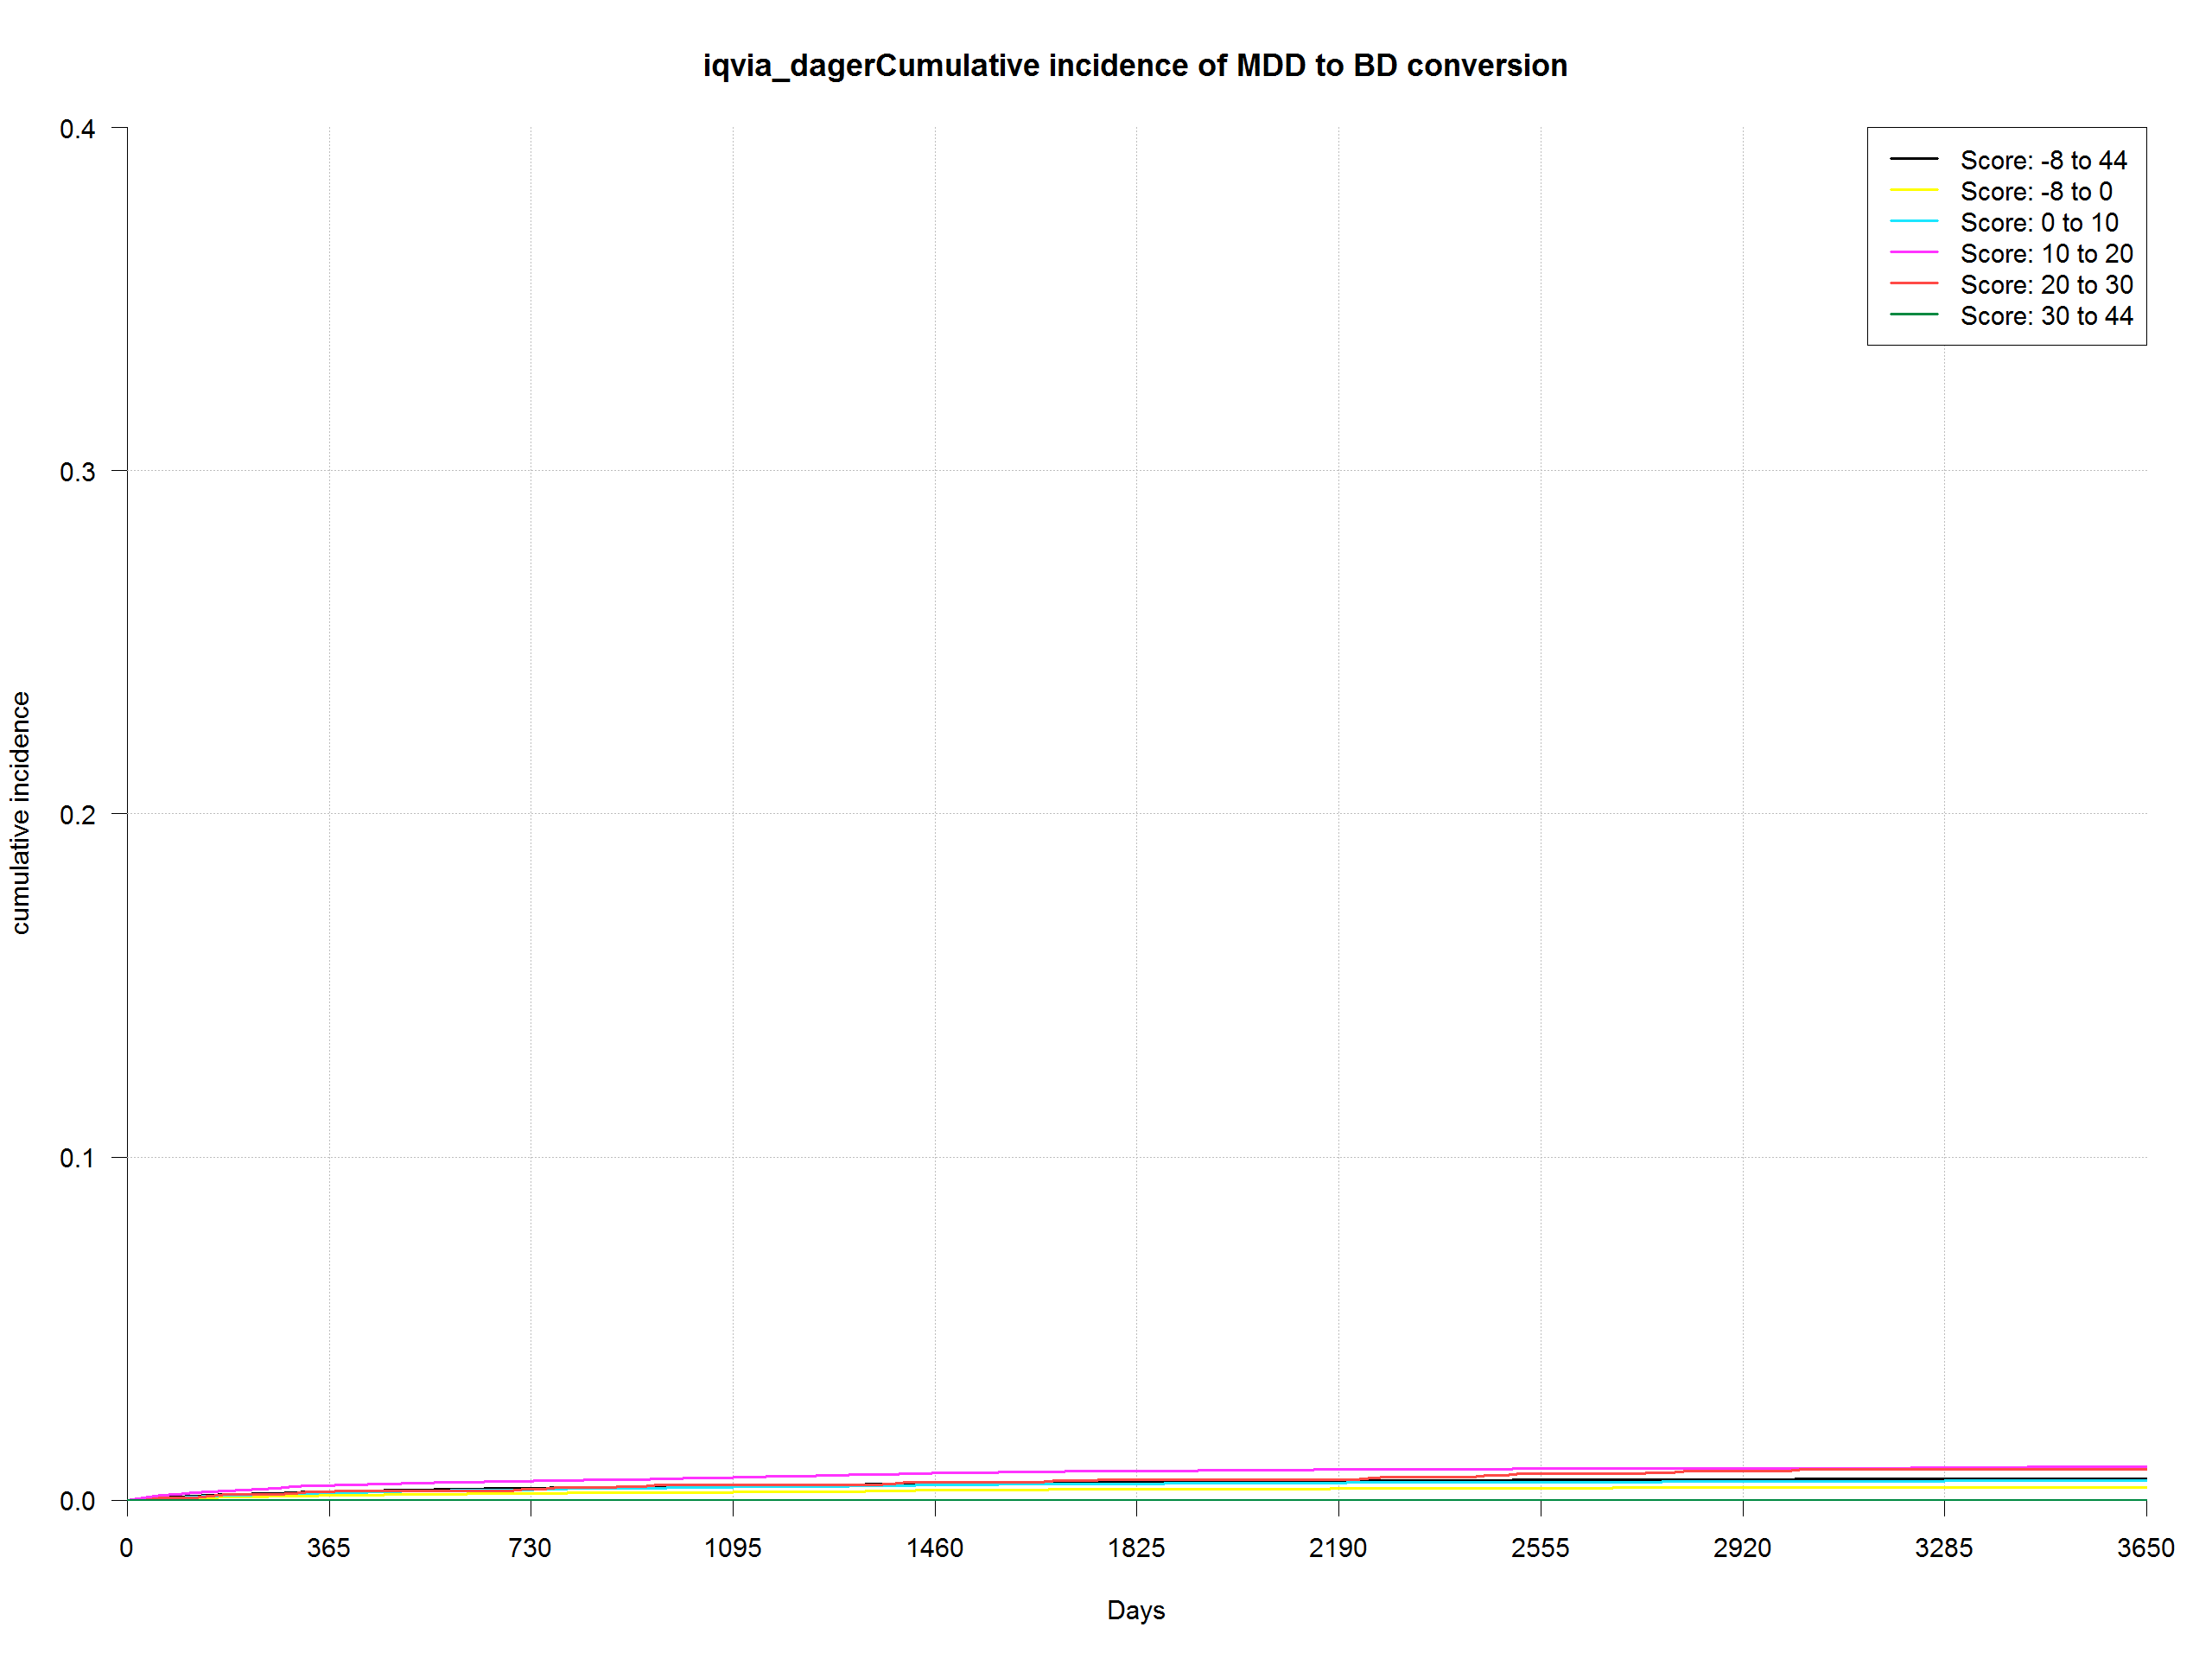 iqvia_dagerCumulative incidence of MDD to BD conversion
0.4
0.3
0.2
0.1
0.0
cumulative incidence
Score: -8 to 44
Score: -8 to 0
Score: 0 to 10
Score: 10 to 20
Score: 20 to 30
Score: 30 to 44
0 365 730 1095 1460 1825 2190 2555 2920 3285 3650
Days